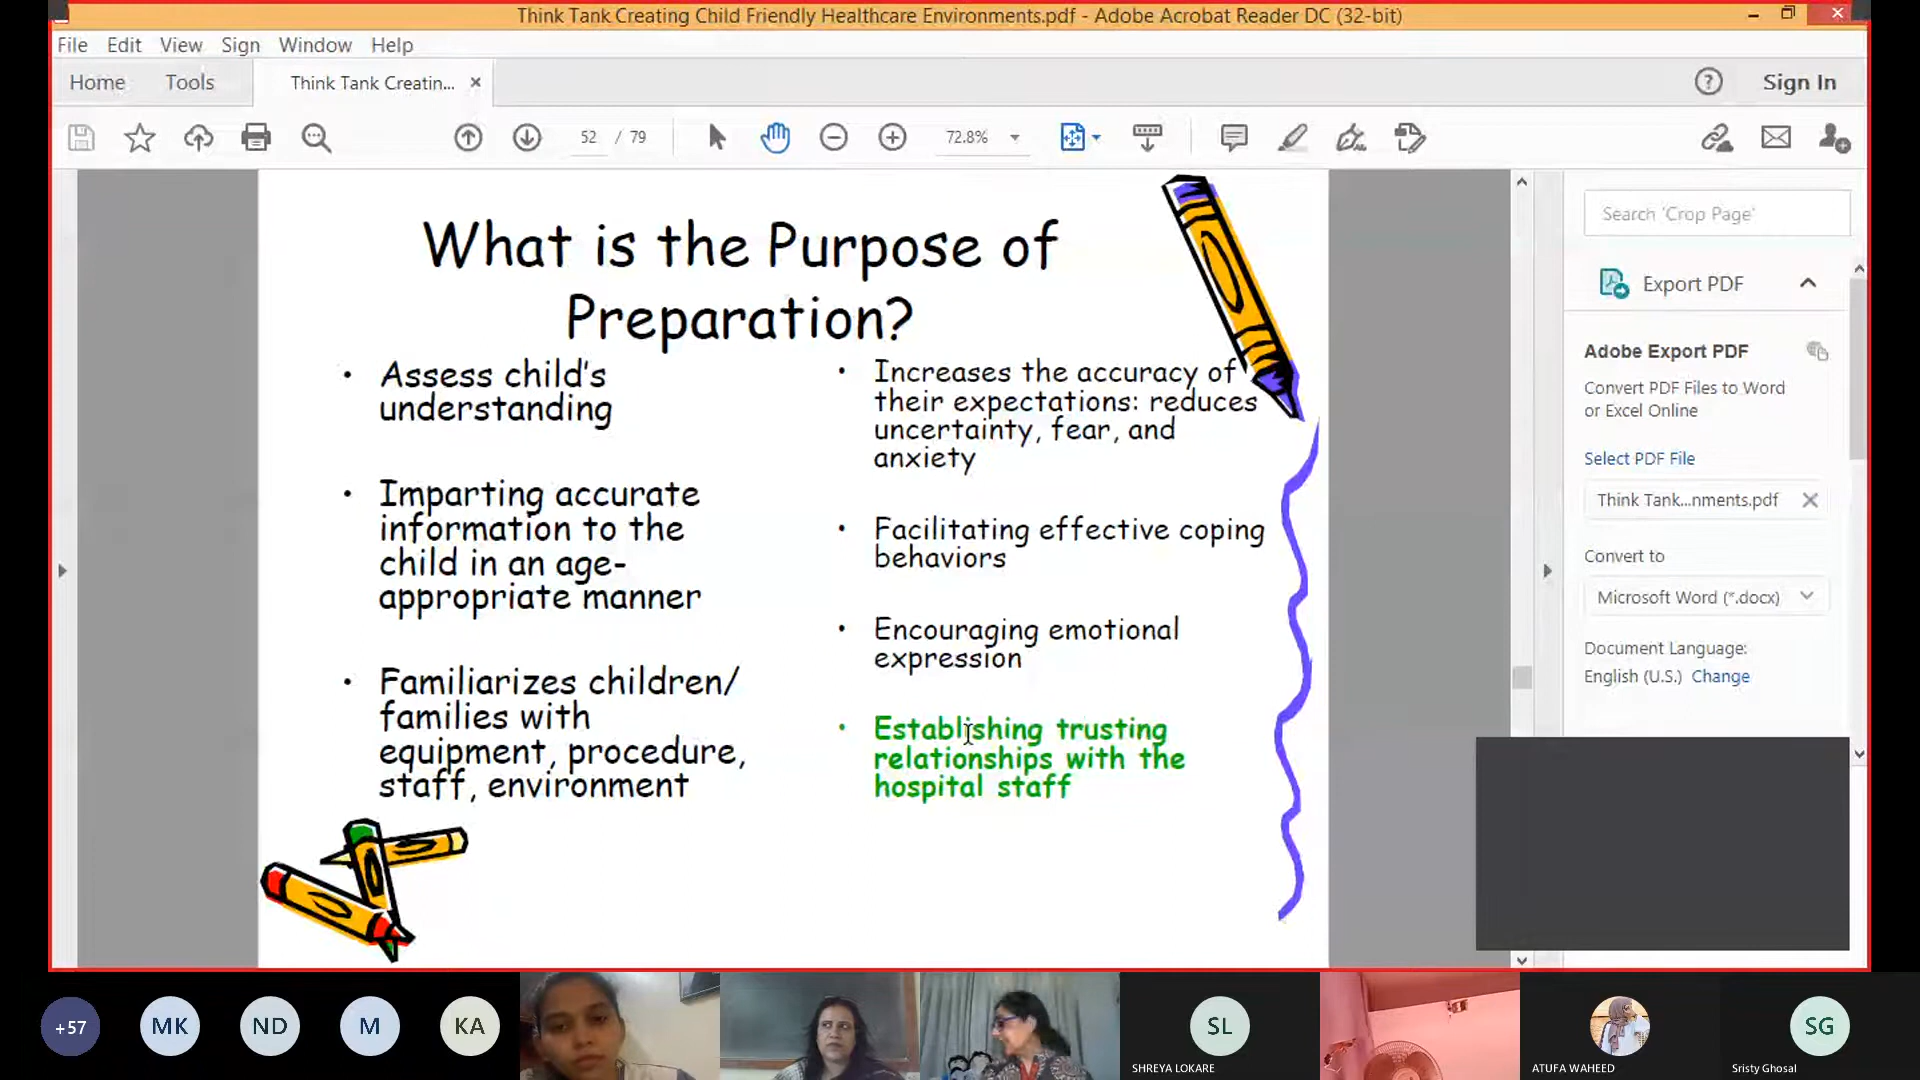 Think Tank Creating Child Friendly Healthcare Environments.pdf - Adobe Acrobat Reader DC (32-bit)
File Edit View Sign Window Help
Home Tools Think Tank Creatin... Sign In
52 / 79 72.8%
What is the Purpose of
Preparation?
• Assess child's
understanding
• Imparting accurate
information to the
child in an age-
appropriate manner
• Familiarizes children/
families with
equipment, procedure,
staff, environment
• Increases the accuracy of
their expectations: reduces
uncertainty, fear, and
anxiety
• Facilitating effective coping
behaviors
• Encouraging emotional
expression
• Establishing trusting
relationships with the
hospital staff
Search 'Crop Page'
Export PDF
Adobe Export PDF
Convert PDF Files to Word
or Excel Online
Select PDF File
Think Tank...nments.pdf
Convert to
Microsoft Word (*.docx)
Document Language:
English (U.S.) Change
+57 MK ND M KA SL SG
SHREYA LOKARE ATUFA WAHEED Sristy Ghosal